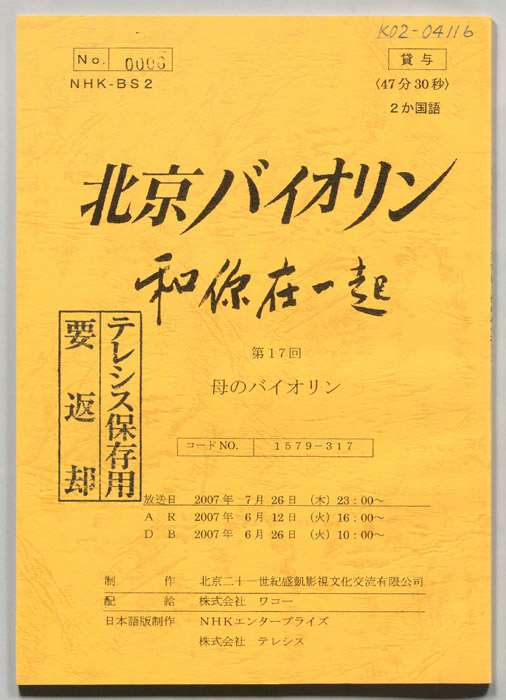 K02-04116
No. 0006
貸与
NHK-BS2
〈47分30秒〉
2か国語
北京バイオリン
和你在一起
第17回
母のバイオリン
テレシス保存用
要返却
コードNO. 1579-317
放送日 2007年 7月26日 (木) 23:00~
AR 2007年 6月12日 (火) 16:00~
DB 2007年 6月26日 (火) 10:00~
制作 北京二十一世紀盛凱影視文化交流有限公司
配給 株式会社 ワコー
日本語版制作 NHKエンタープライズ
株式会社 テレシス